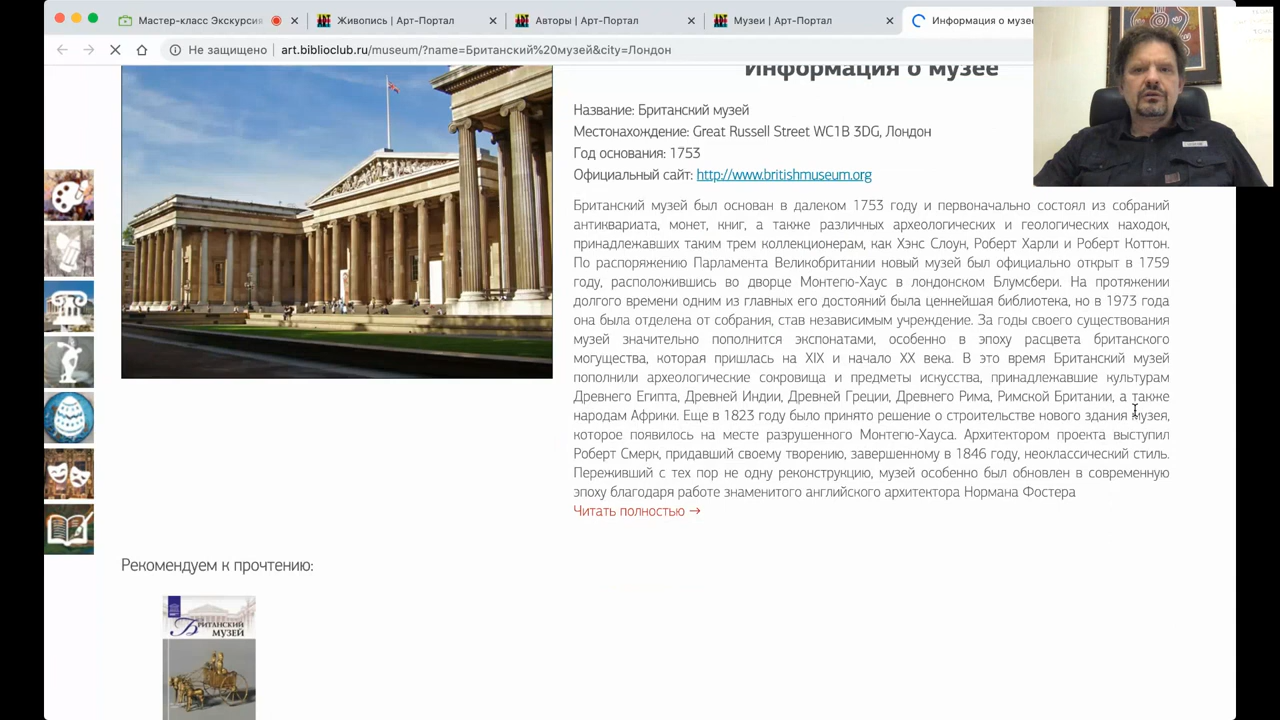 Мастер-класс Экскурсия
Живопись | Арт-Портал
Авторы | Арт-Портал
Музеи | Арт-Портал
Информация о музее
Не защищено
art.biblioclub.ru/museum/?name=Британский%20музей&city=Лондон
Информация о музее
Название: Британский музей
Местонахождение: Great Russell Street WC1B 3DG, Лондон
Год основания: 1753
Официальный сайт: http://www.britishmuseum.org
Британский музей был основан в далеком 1753 году и первоначально состоял из собраний
антиквариата, монет, книг, а также различных археологических и геологических находок,
принадлежавших таким трем коллекционерам, как Хэнс Слоун, Роберт Харли и Роберт Коттон.
По распоряжению Парламента Великобритании новый музей был официально открыт в 1759
году, расположившись во дворце Монтегю-Хаус в лондонском Блумсбери. На протяжении
долгого времени одним из главных его достояний была ценнейшая библиотека, но в 1973 года
она была отделена от собрания, став независимым учреждение. За годы своего существования
музей значительно пополнится экспонатами, особенно в эпоху расцвета британского
могущества, которая пришлась на XIX и начало XX века. В это время Британский музей
пополнили археологические сокровища и предметы искусства, принадлежавшие культурам
Древнего Египта, Древней Индии, Древней Греции, Древнего Рима, Римской Британии, а также
народам Африки. Еще в 1823 году было принято решение о строительстве нового здания музея,
которое появилось на месте разрушенного Монтегю-Хауса. Архитектором проекта выступил
Роберт Смерк, придавший своему творению, завершенному в 1846 году, неоклассический стиль.
Переживший с тех пор не одну реконструкцию, музей особенно был обновлен в современную
эпоху благодаря работе знаменитого английского архитектора Нормана Фостера
Читать полностью →
Рекомендуем к прочтению:
БРИТАНСКИЙ
МУЗЕЙ